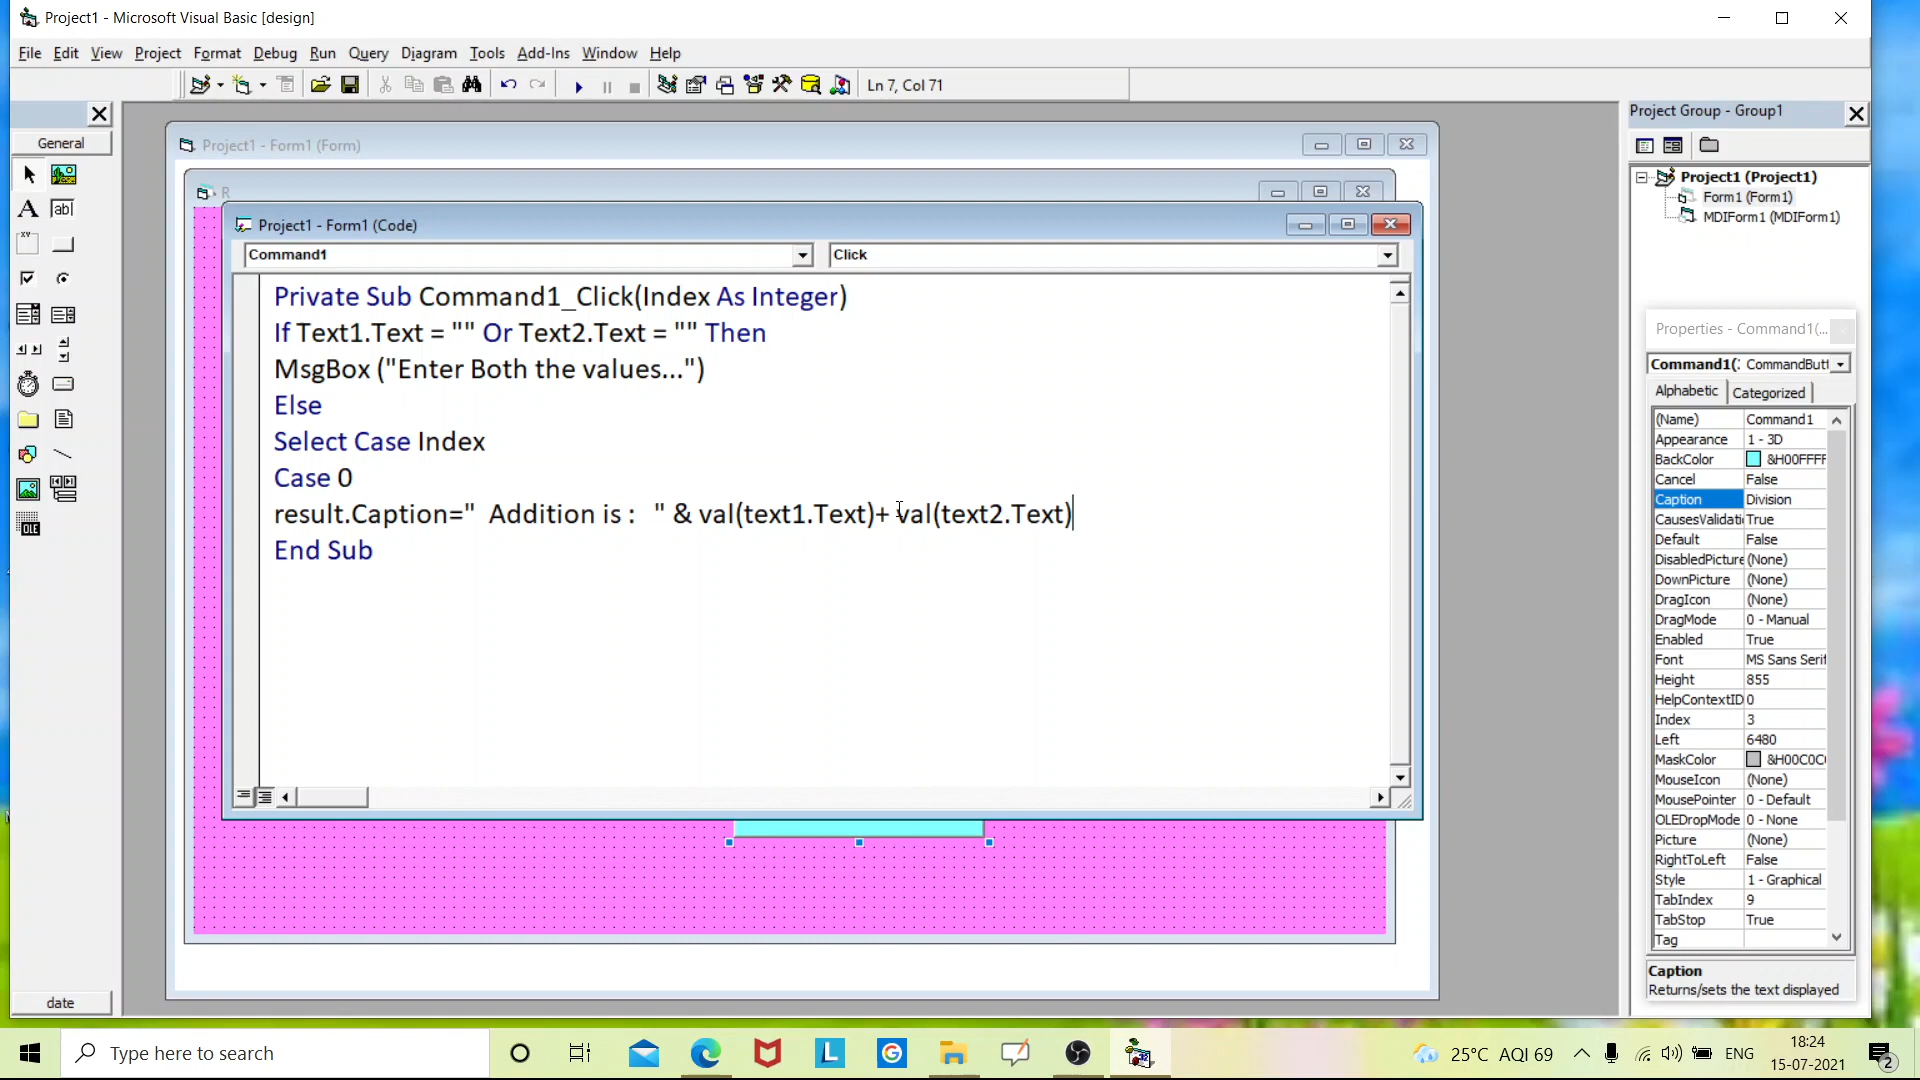 Project1 - Microsoft Visual Basic [design]
File Edit View Project Format Debug Run Query Diagram Tools Add-Ins Window Help
Ln 7, Col 71
General
A
ab
XY
OLE
date
Project1 - Form1 (Form)
R
Project1 - Form1 (Code)
Command1
Click
Private Sub Command1_Click(Index As Integer)
If Text1.Text = "" Or Text2.Text = "" Then
MsgBox ("Enter Both the values...")
Else
Select Case Index
Case 0
result.Caption=" Addition is : " & val(text1.Text)+ val(text2.Text)
End Sub
Project Group - Group1
Project1 (Project1)
Form1 (Form1)
MDIForm1 (MDIForm1)
Properties - Command1(...
Command1(: CommandButt
Alphabetic Categorized
(Name) Command1
Appearance 1 - 3D
BackColor &H00FFFF
Cancel False
Caption Division
CausesValidati True
Default False
DisabledPicture (None)
DownPicture (None)
DragIcon (None)
DragMode 0 - Manual
Enabled True
Font MS Sans Serif
Height 855
HelpContextID 0
Index 3
Left 6480
MaskColor &H00C0C0
MouseIcon (None)
MousePointer 0 - Default
OLEDropMode 0 - None
Picture (None)
RightToLeft False
Style 1 - Graphical
TabIndex 9
TabStop True
Tag
Caption
Returns/sets the text displayed
Type here to search
L
G
25°C AQI 69
ENG
18:24
15-07-2021
2